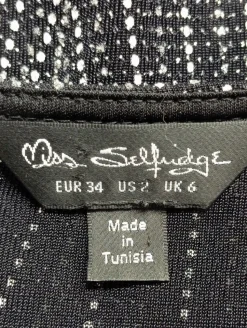 Miss Selfridge
EUR 34 US 2 UK 6
Made
in
Tunisia